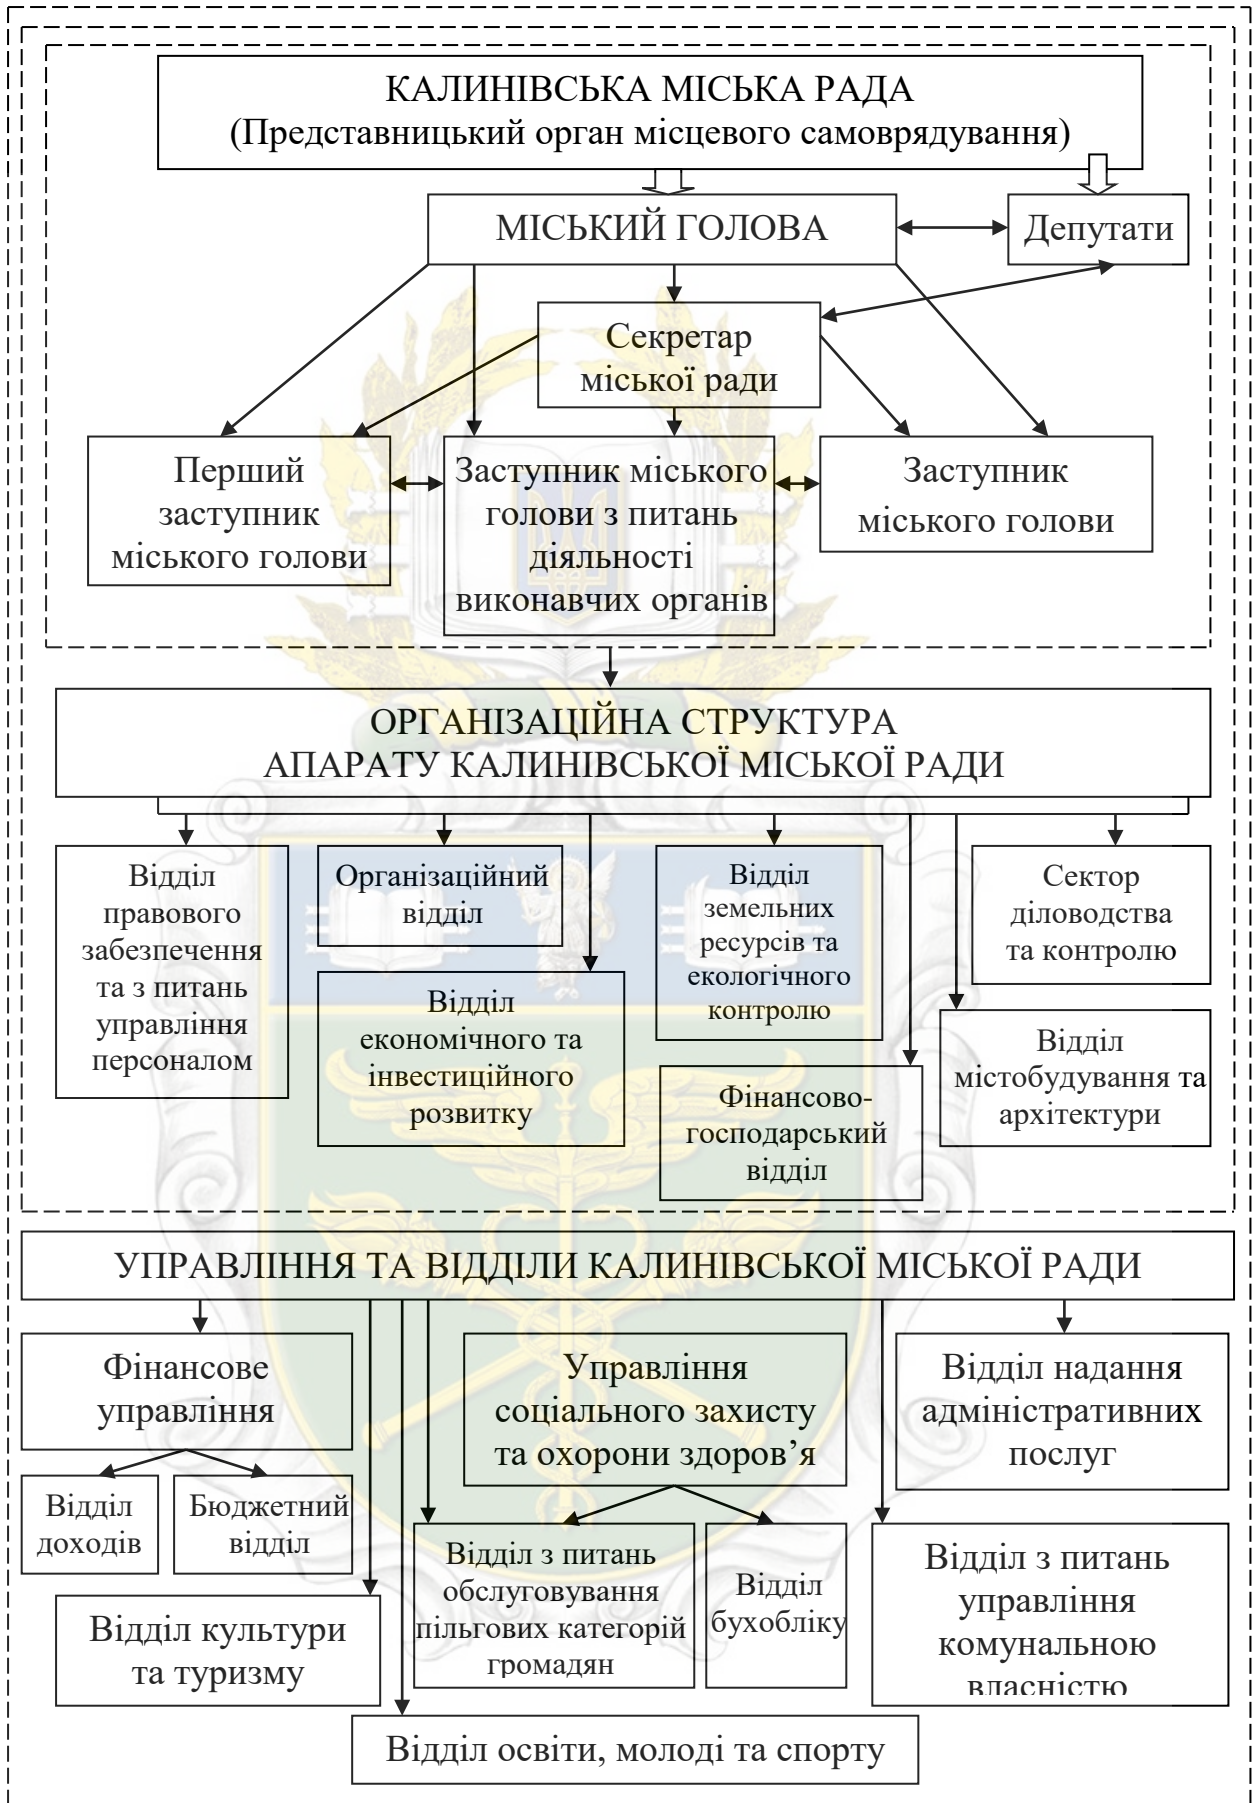 КАЛИНІВСЬКА МІСЬКА РАДА
(Представницький орган місцевого самоврядування)
МІСЬКИЙ ГОЛОВА
Депутати
Секретар
міської ради
Перший
заступник
міського голови
Заступник міського
голови з питань
діяльності
виконавчих органів
Заступник
міського голови
ОРГАНІЗАЦІЙНА СТРУКТУРА
АПАРАТУ КАЛИНІВСЬКОЇ МІСЬКОЇ РАДИ
Відділ
правового
забезпечення
та з питань
управління
персоналом
Організаційний
відділ
Відділ
економічного та
інвестиційного
розвитку
Відділ
земельних
ресурсів та
екологічного
контролю
Фінансово-
господарський
відділ
Сектор
діловодства
та контролю
Відділ
містобудування та
архітектури
УПРАВЛІННЯ ТА ВІДДІЛИ КАЛИНІВСЬКОЇ МІСЬКОЇ РАДИ
Фінансове
управління
Управління
соціального захисту
та охорони здоров’я
Відділ надання
адміністративних
послуг
Відділ
доходів
Бюджетний
відділ
Відділ з питань
обслуговування
пільгових категорій
громадян
Відділ
бухобліку
Відділ з питань
управління
комунальною
власністю
Відділ культури
та туризму
Відділ освіти, молоді та спорту